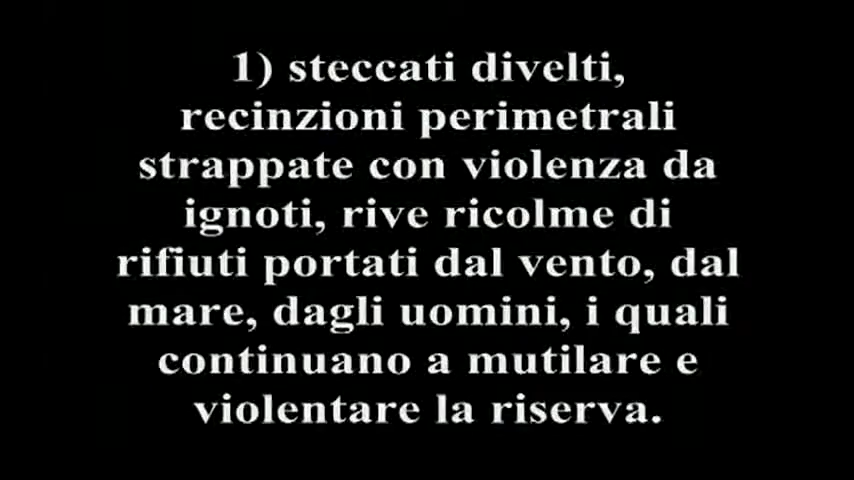 1) steccati divelti,
recinzioni perimetrali
strappate con violenza da
ignoti, rive ricolme di
rifiuti portati dal vento, dal
mare, dagli uomini, i quali
continuano a mutilare e
violentare la riserva.